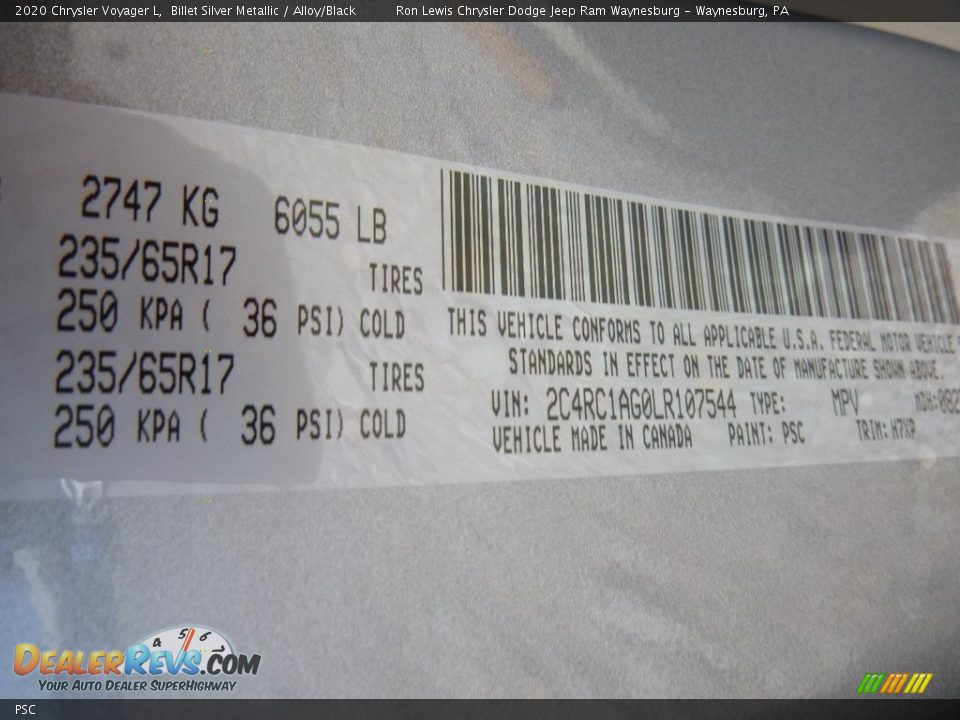 2020 Chrysler Voyager L, Billet Silver Metallic / Alloy/Black Ron Lewis Chrysler Dodge Jeep Ram Waynesburg - Waynesburg, PA
2747 KG 6055 LB
235/65R17 TIRES
250 KPA ( 36 PSI) COLD
235/65R17 TIRES
250 KPA ( 36 PSI) COLD
THIS VEHICLE CONFORMS TO ALL APPLICABLE U.S.A. FEDERAL MOTOR VEHICLE
STANDARDS IN EFFECT ON THE DATE OF MANUFACTURE SHOWN ABOVE.
VIN: 2C4RC1AG0LR107544 TYPE: MPV
VEHICLE MADE IN CANADA PAINT: PSC TRIM:
4 5 6
DEALERREVS.COM
YOUR AUTO DEALER SUPERHIGHWAY
PSC